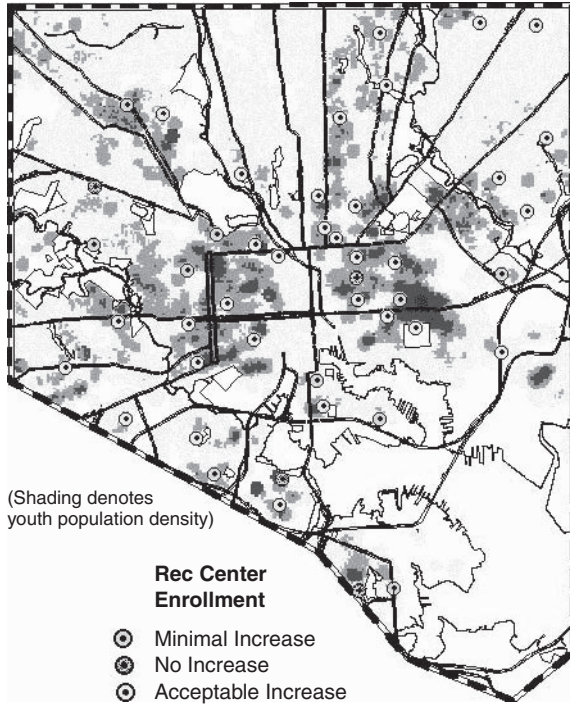 (Shading denotes
youth population density)
Rec Center
Enrollment
Minimal Increase
No Increase
Acceptable Increase